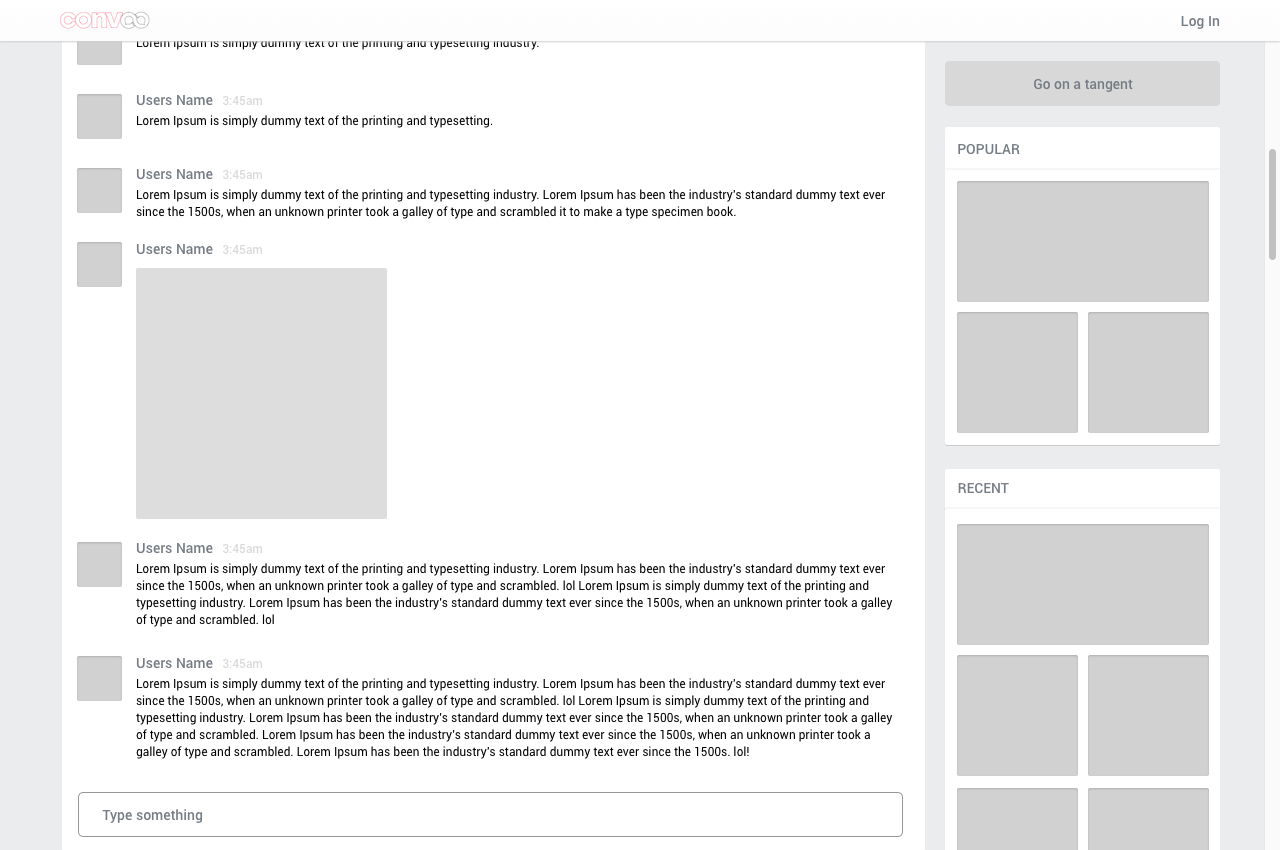 convoo
Log In
Lorem Ipsum is simply dummy text of the printing and typesetting industry.
Users Name 3:45am
Lorem Ipsum is simply dummy text of the printing and typesetting.
Users Name 3:45am
Lorem Ipsum is simply dummy text of the printing and typesetting industry. Lorem Ipsum has been the industry's standard dummy text ever
since the 1500s, when an unknown printer took a galley of type and scrambled it to make a type specimen book.
Users Name 3:45am
Users Name 3:45am
Lorem Ipsum is simply dummy text of the printing and typesetting industry. Lorem Ipsum has been the industry's standard dummy text ever
since the 1500s, when an unknown printer took a galley of type and scrambled. lol Lorem Ipsum is simply dummy text of the printing and
typesetting industry. Lorem Ipsum has been the industry's standard dummy text ever since the 1500s, when an unknown printer took a galley
of type and scrambled. lol
Users Name 3:45am
Lorem Ipsum is simply dummy text of the printing and typesetting industry. Lorem Ipsum has been the industry's standard dummy text ever
since the 1500s, when an unknown printer took a galley of type and scrambled. lol Lorem Ipsum is simply dummy text of the printing and
typesetting industry. Lorem Ipsum has been the industry's standard dummy text ever since the 1500s, when an unknown printer took a galley
of type and scrambled. Lorem Ipsum has been the industry's standard dummy text ever since the 1500s, when an unknown printer took a
galley of type and scrambled. Lorem Ipsum has been the industry's standard dummy text ever since the 1500s. lol!
Type something
Go on a tangent
POPULAR
RECENT